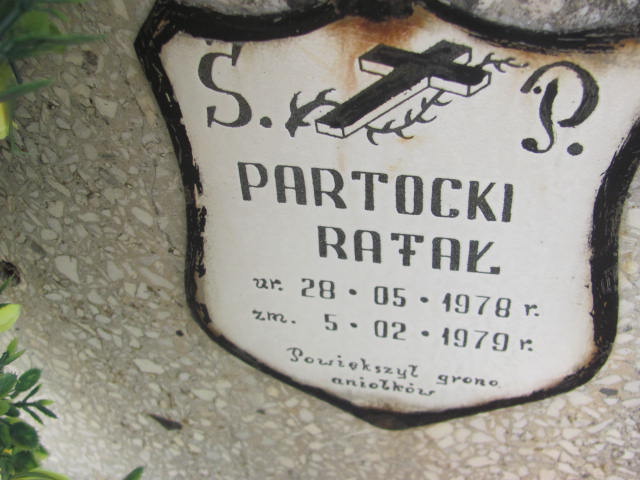 Ś. P.
PARTOCKI
RAFAŁ
ur. 28 • 05 • 1978 r.
zm. 5 • 02 • 1979 r.
Powiększył grono
aniołków